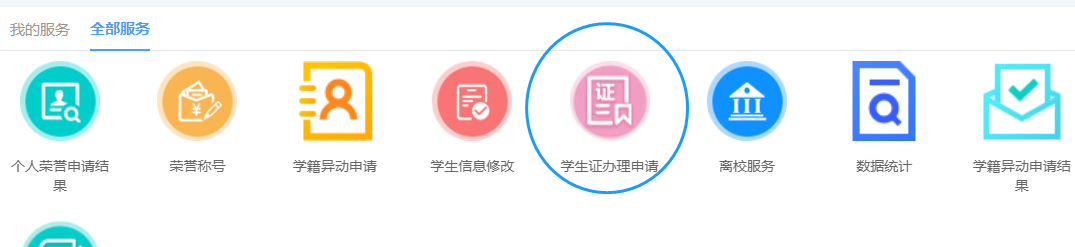 我的服务 全部服务
¥ 证
个人荣誉申请结 荣誉称号 学籍异动申请 学生信息修改 学生证办理申请 离校服务 数据统计 学籍异动申请结
果 果